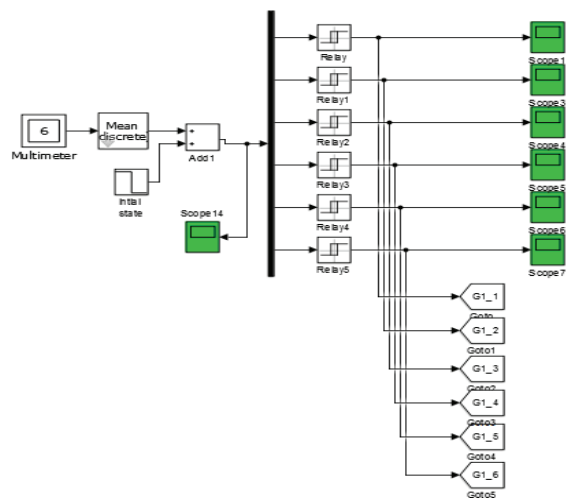 Scope1
Relay
Scope3
Relay1
6
Mean
discrete
Scope4
Relay2
Multimeter
Add1
Scope5
Relay3
Intial
state
Scope14
Scope6
Relay4
Scope7
Relay5
G1_1
Goto
G1_2
Goto1
G1_3
Goto2
G1_4
Goto3
G1_5
Goto4
G1_6
Goto5